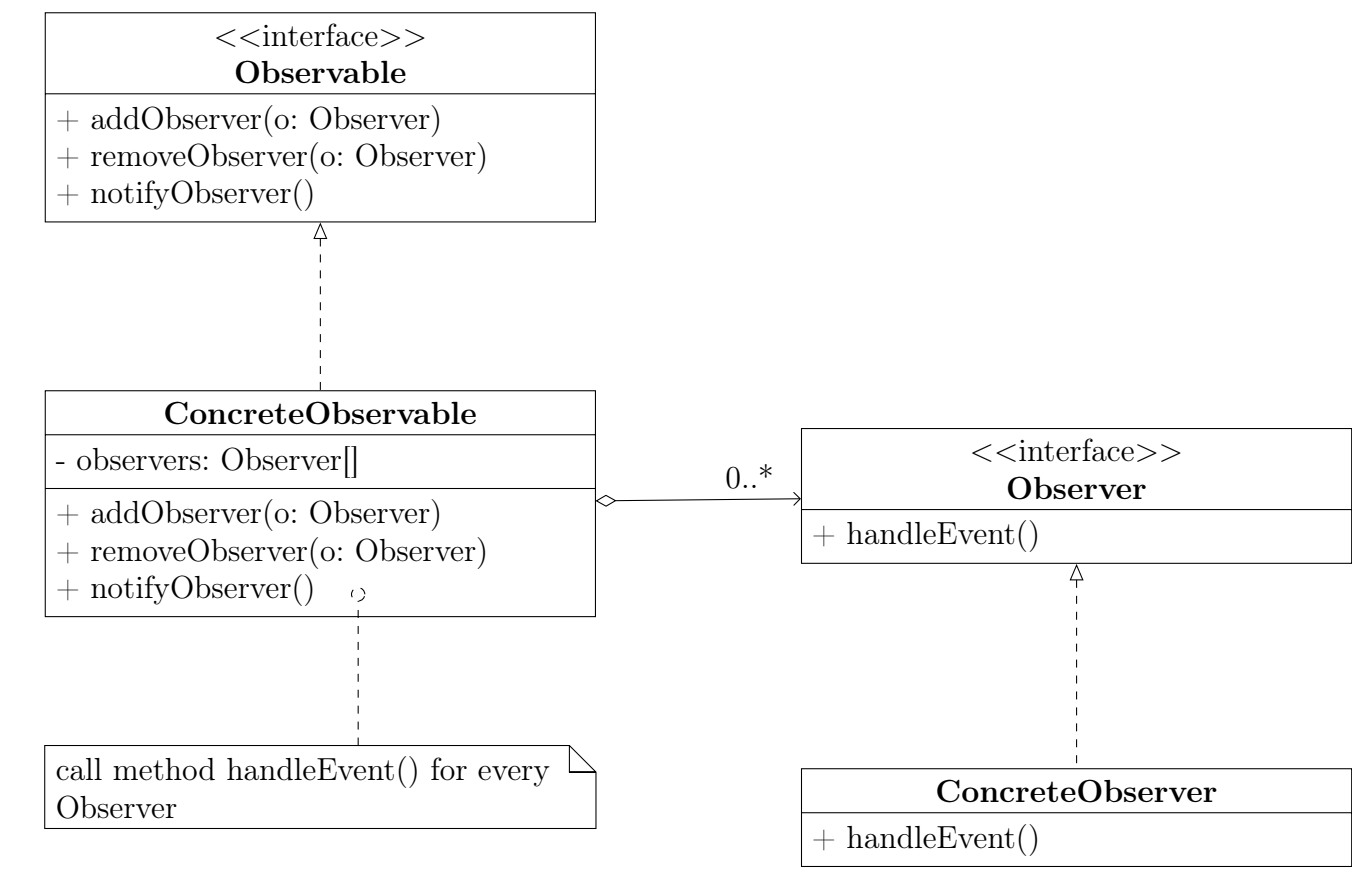 <<interface>>
Observable
+ addObserver(o: Observer)
+ removeObserver(o: Observer)
+ notifyObserver()
ConcreteObservable
- observers: Observer[]
+ addObserver(o: Observer)
+ removeObserver(o: Observer)
+ notifyObserver()
0..*
<<interface>>
Observer
+ handleEvent()
call method handleEvent() for every
Observer
ConcreteObserver
+ handleEvent()